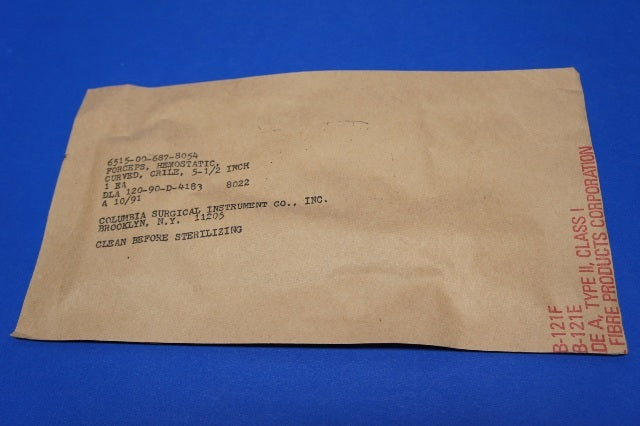 6515-00-687-8054
FORCEPS, HEMOSTATIC,
CURVED, CRILE, 5-1/2 INCH
1 EA
DLA 120-90-D-4183 8022
A 10/91
COLUMBIA SURGICAL INSTRUMENT CO., INC.
BROOKLYN, N.Y. 11205
CLEAN BEFORE STERILIZING
B-121F
B-121E
DE A, TYPE II, CLASS I
FIBRE PRODUCTS CORPORATION